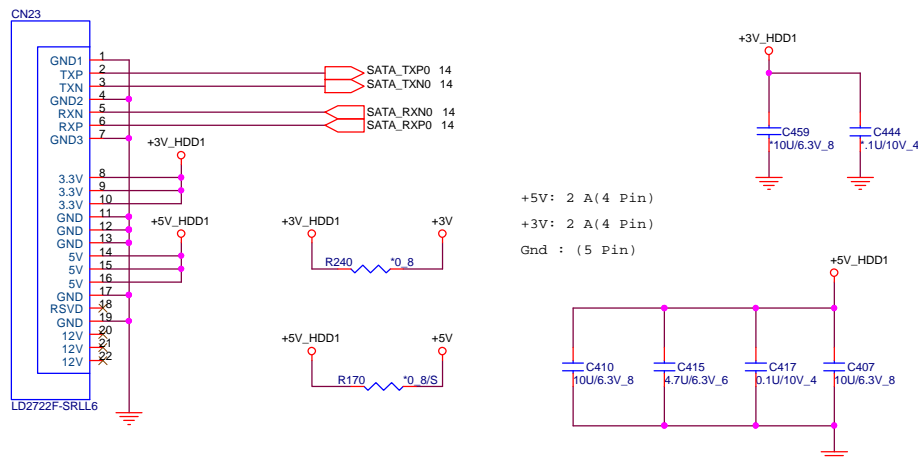 CN23
GND1 1
TXP 2
TXN 3
GND2 4
RXN 5
RXP 6
GND3 7
3.3V 8
3.3V 9
3.3V 10
GND 11
GND 12
GND 13
5V 14
5V 15
5V 16
GND 17
RSVD 18
GND 19
12V 20
12V 21
12V 22
LD2722F-SRLL6
SATA_TXP0 14
SATA_TXN0 14
SATA_RXN0 14
SATA_RXP0 14
+3V_HDD1
+5V_HDD1
+3V_HDD1 +3V
R240 *0_8
+5V_HDD1 +5V
R170 *0_8/S
+5V: 2 A(4 Pin)
+3V: 2 A(4 Pin)
Gnd : (5 Pin)
+3V_HDD1
C459
*10U/6.3V_8
C444
*.1U/10V_4
+5V_HDD1
C410
10U/6.3V_8
C415
4.7U/6.3V_6
C417
0.1U/10V_4
C407
10U/6.3V_8